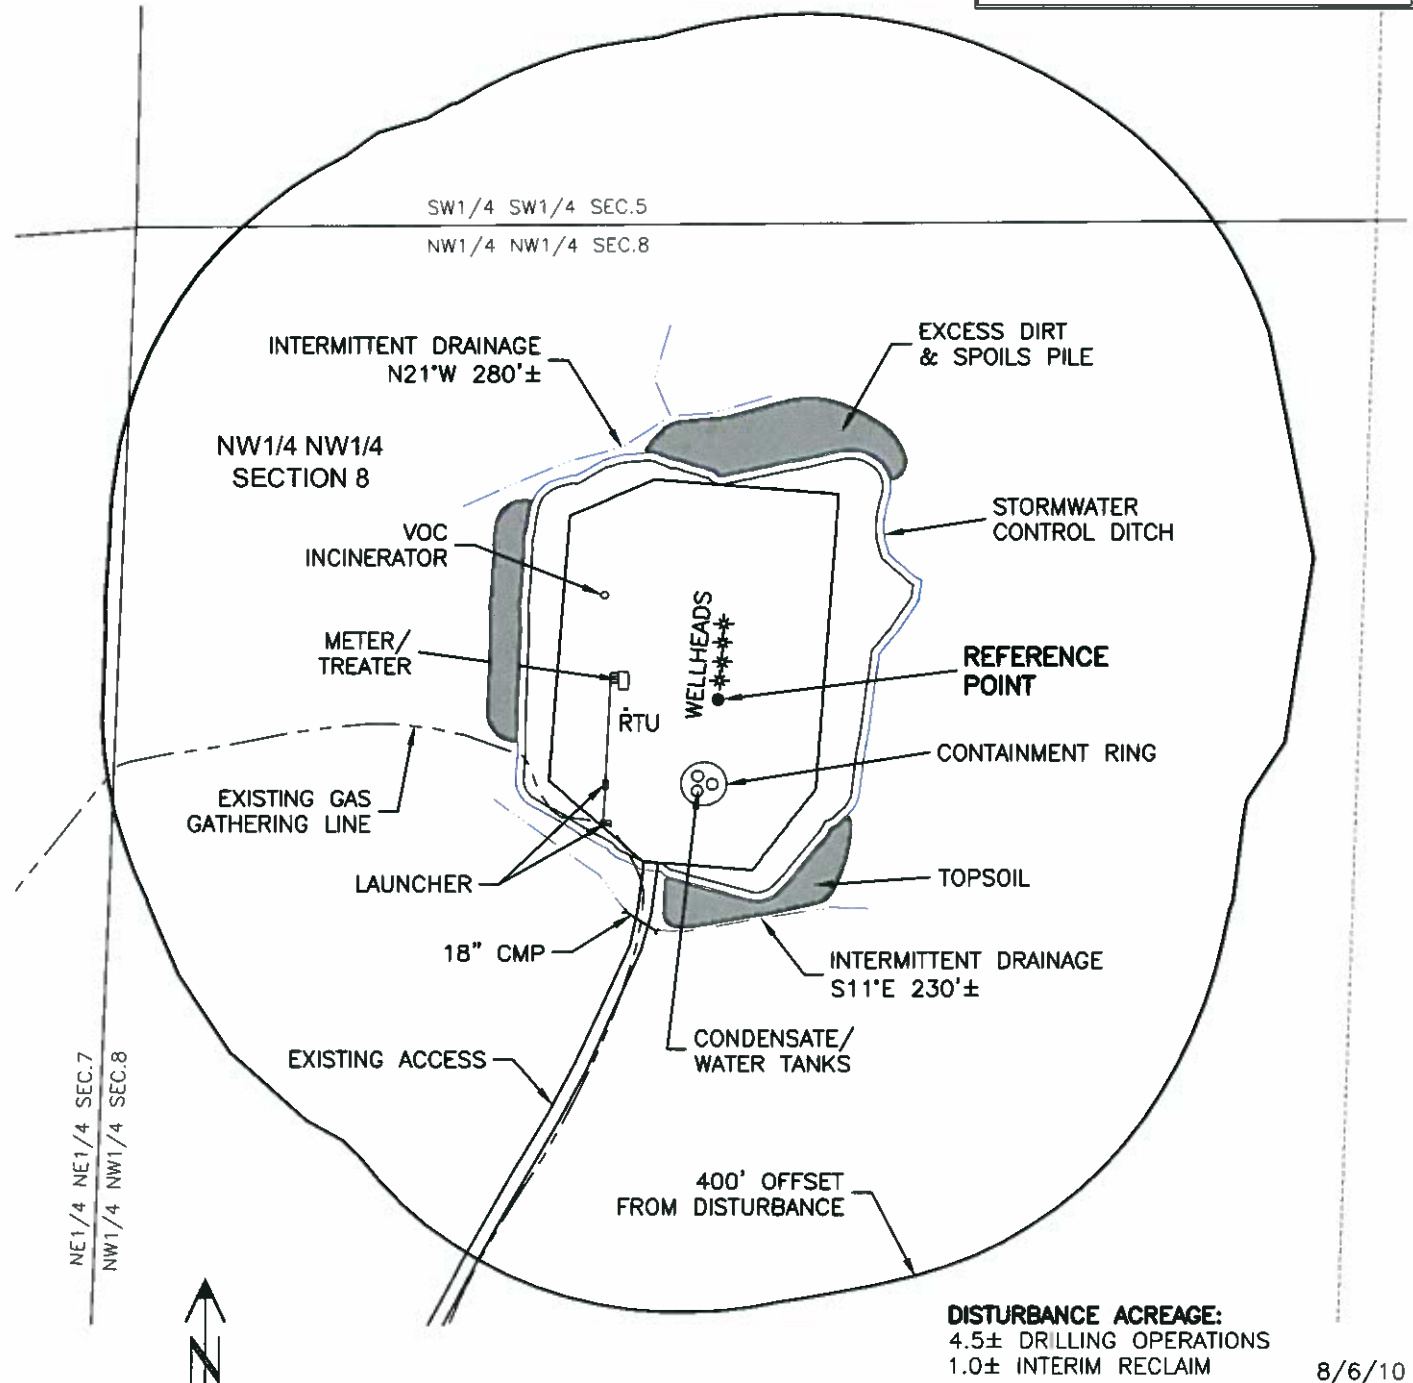 SW1/4 SW1/4 SEC.5
NW1/4 NW1/4 SEC.8
EXCESS DIRT
& SPOILS PILE
INTERMITTENT DRAINAGE
N21°W 280'±
NW1/4 NW1/4
SECTION 8
STORMWATER
CONTROL DITCH
VOC
INCINERATOR
WELLHEADS
METER/
TREATER
REFERENCE
POINT
RTU
CONTAINMENT RING
EXISTING GAS
GATHERING LINE
LAUNCHER
TOPSOIL
18" CMP
INTERMITTENT DRAINAGE
S11°E 230'±
CONDENSATE/
WATER TANKS
EXISTING ACCESS
NE1/4 NE1/4 SEC.7
NW1/4 NW1/4 SEC.8
400' OFFSET
FROM DISTURBANCE
N
DISTURBANCE ACREAGE:
4.5± DRILLING OPERATIONS
1.0± INTERIM RECLAIM
8/6/10